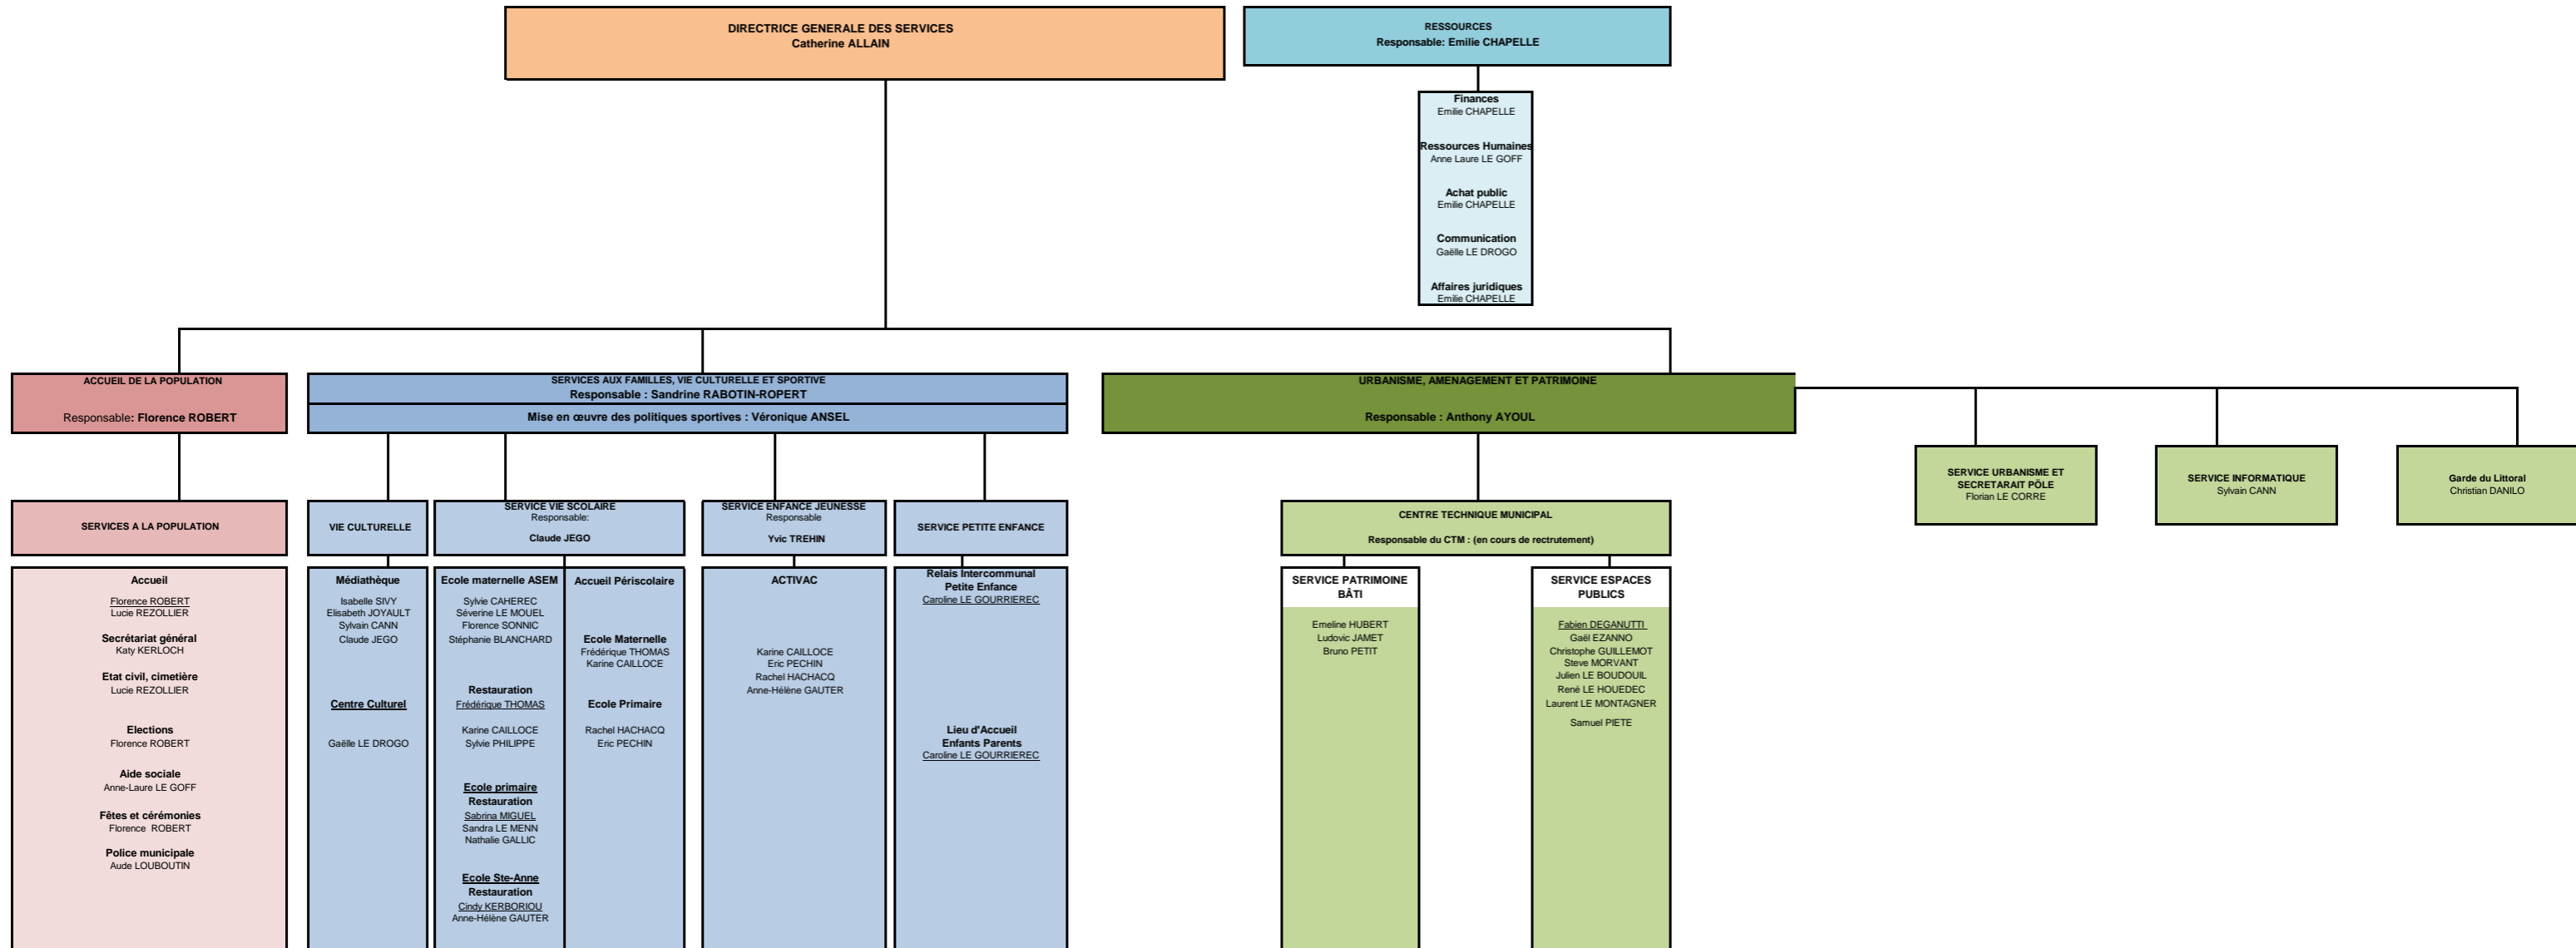 DIRECTRICE GENERALE DES SERVICES
Catherine ALLAIN
RESSOURCES
Responsable: Emilie CHAPELLE
Finances
Emilie CHAPELLE
Ressources Humaines
Anne Laure LE GOFF
Achat public
Emilie CHAPELLE
Communication
Gaëlle LE DROGO
Affaires juridiques
Emilie CHAPELLE
ACCUEIL DE LA POPULATION
Responsable: Florence ROBERT
SERVICES AUX FAMILLES, VIE CULTURELLE ET SPORTIVE
Responsable : Sandrine RABOTIN-ROPERT
Mise en œuvre des politiques sportives : Véronique ANSEL
URBANISME, AMENAGEMENT ET PATRIMOINE
Responsable : Anthony AYOUL
SERVICE URBANISME ET
SECRETARAIT PÖLE
Florian LE CORRE
SERVICE INFORMATIQUE
Sylvain CANN
Garde du Littoral
Christian DANILO
SERVICES A LA POPULATION
VIE CULTURELLE
SERVICE VIE SCOLAIRE
Responsable:
Claude JEGO
SERVICE ENFANCE JEUNESSE
Responsable
Yvic TREHIN
SERVICE PETITE ENFANCE
CENTRE TECHNIQUE MUNICIPAL
Responsable du CTM : (en cours de rectrutement)
Accueil
Florence ROBERT
Lucie REZOLLIER
Secrétariat général
Katy KERLOCH
Etat civil, cimetière
Lucie REZOLLIER
Elections
Florence ROBERT
Aide sociale
Anne-Laure LE GOFF
Fêtes et cérémonies
Florence  ROBERT
Police municipale
Aude LOUBOUTIN
Médiathèque
Isabelle SIVY
Elisabeth JOYAULT
Sylvain CANN
Claude JEGO
Centre Culturel
Gaëlle LE DROGO
Ecole maternelle ASEM
Sylvie CAHEREC
Séverine LE MOUEL
Florence SONNIC
Stéphanie BLANCHARD
Restauration
Frédérique THOMAS
Karine CAILLOCE
Sylvie PHILIPPE
Ecole primaire
Restauration
Sabrina MIGUEL
Sandra LE MENN
Nathalie GALLIC
Ecole Ste-Anne
Restauration
Cindy KERBORIOU
Anne-Hélène GAUTER
Accueil Périscolaire
Ecole Maternelle
Frédérique THOMAS
Karine CAILLOCE
Ecole Primaire
Rachel HACHACQ
Eric PECHIN
ACTIVAC
Karine CAILLOCE
Eric PECHIN
Rachel HACHACQ
Anne-Hélène GAUTER
Relais Intercommunal
Petite Enfance
Caroline LE GOURRIEREC
Lieu d'Accueil
Enfants Parents
Caroline LE GOURRIEREC
SERVICE PATRIMOINE
BÂTI
Emeline HUBERT
Ludovic JAMET
Bruno PETIT
SERVICE ESPACES
PUBLICS
Fabien DEGANUTTI
Gaël EZANNO
Christophe GUILLEMOT
Steve MORVANT
Julien LE BOUDOUIL
René LE HOUEDEC
Laurent LE MONTAGNER
Samuel PIETE